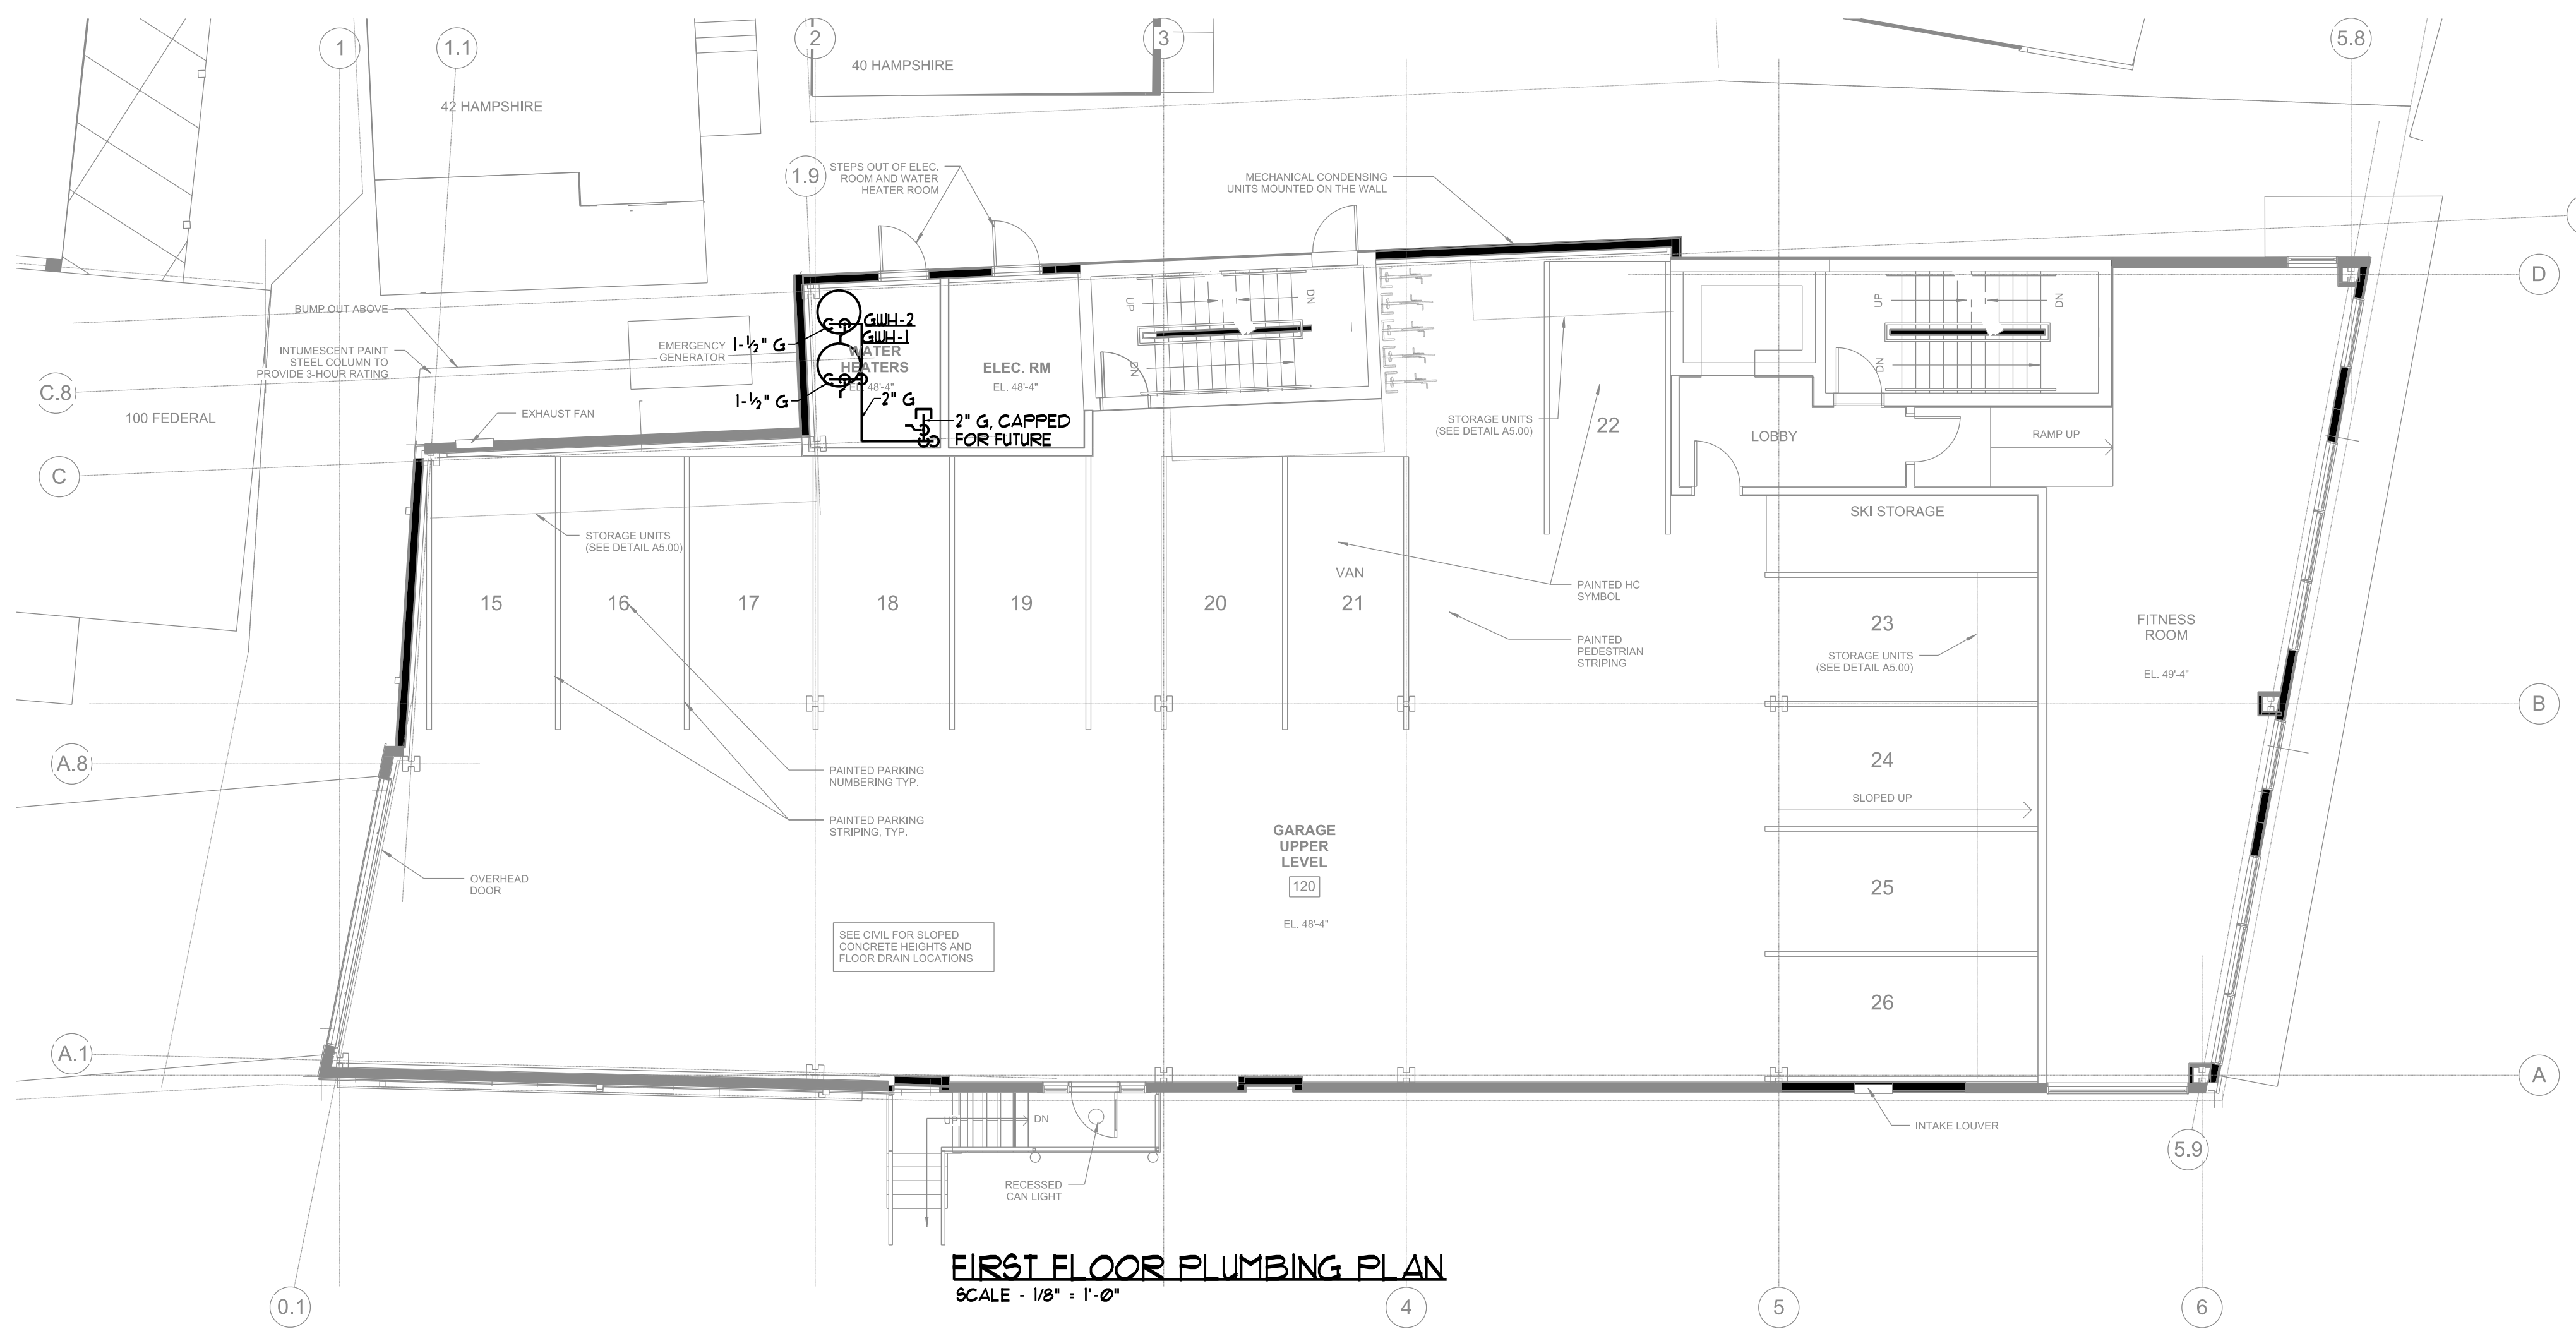 1
1.1
2
3
5.8
40 HAMPSHIRE
42 HAMPSHIRE
1.9
STEPS OUT OF ELEC.
ROOM AND WATER
HEATER ROOM
MECHANICAL CONDENSING
UNITS MOUNTED ON THE WALL
D
BUMP OUT ABOVE
INTUMESCENT PAINT
STEEL COLUMN TO
PROVIDE 3-HOUR RATING
EMERGENCY
GENERATOR
1-1/2" G
GWH-2
GWH-1
WATER
HEATERS
EL. 48'-4"
ELEC. RM
EL. 48'-4"
UP
DN
DN
UP
DN
DN
C.8
100 FEDERAL
EXHAUST FAN
1-1/2" G
2" G
2" G, CAPPED
FOR FUTURE
STORAGE UNITS
(SEE DETAIL A5.00)
22
LOBBY
RAMP UP
C
STORAGE UNITS
(SEE DETAIL A5.00)
SKI STORAGE
VAN
PAINTED HC
SYMBOL
15
16
17
18
19
20
21
23
FITNESS
ROOM
EL. 49'-4"
PAINTED
PEDESTRIAN
STRIPING
STORAGE UNITS
(SEE DETAIL A5.00)
B
A.8
PAINTED PARKING
NUMBERING TYP.
PAINTED PARKING
STRIPING, TYP.
24
SLOPED UP
GARAGE
UPPER
LEVEL
120
EL. 48'-4"
OVERHEAD
DOOR
25
SEE CIVIL FOR SLOPED
CONCRETE HEIGHTS AND
FLOOR DRAIN LOCATIONS
26
A.1
A
UP
DN
INTAKE LOUVER
5.9
RECESSED
CAN LIGHT
FIRST FLOOR PLUMBING PLAN
SCALE - 1/8" = 1'-0"
0.1
4
5
6